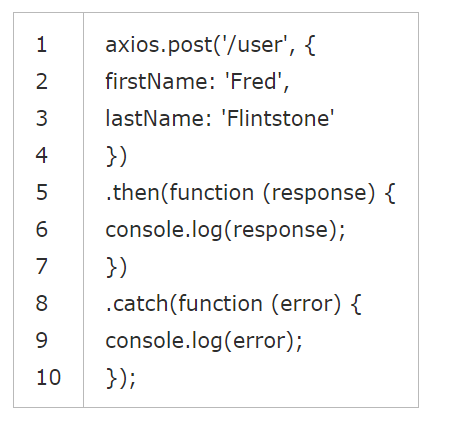 1 axios.post('/user', {
2 firstName: 'Fred',
3 lastName: 'Flintstone'
4 })
5 .then(function (response) {
6 console.log(response);
7 })
8 .catch(function (error) {
9 console.log(error);
10 });